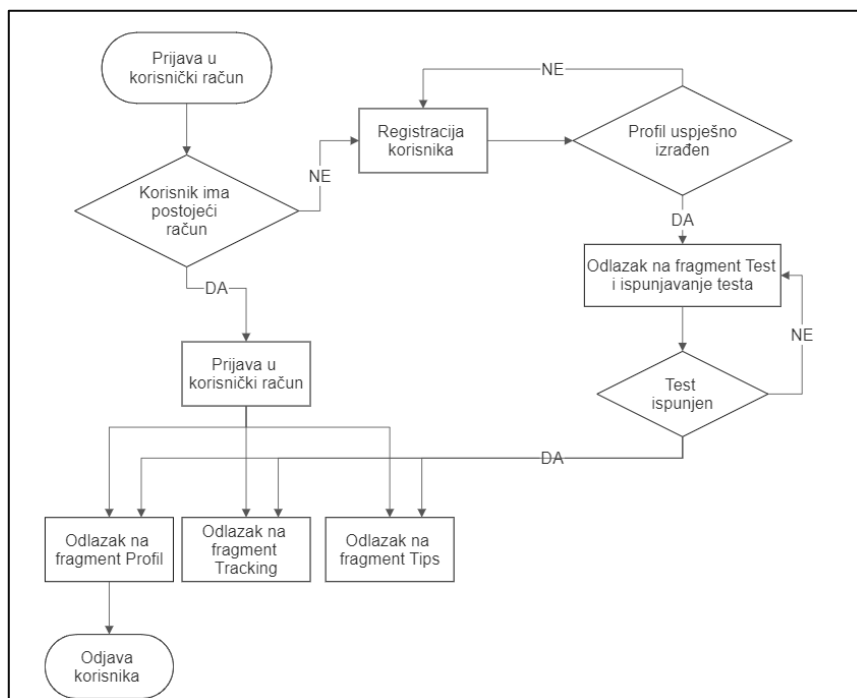 Prijava u
korisnički račun
NE
Registracija
korisnika
Profil uspješno
izrađen
Korisnik ima
postojeći
račun
NE
DA
DA
Odlazak na fragment Test
i ispunjavanje testa
NE
Prijava u
korisnički račun
Test
ispunjen
DA
Odlazak na
fragment Profil
Odlazak na
fragment
Tracking
Odlazak na
fragment Tips
Odjava
korisnika